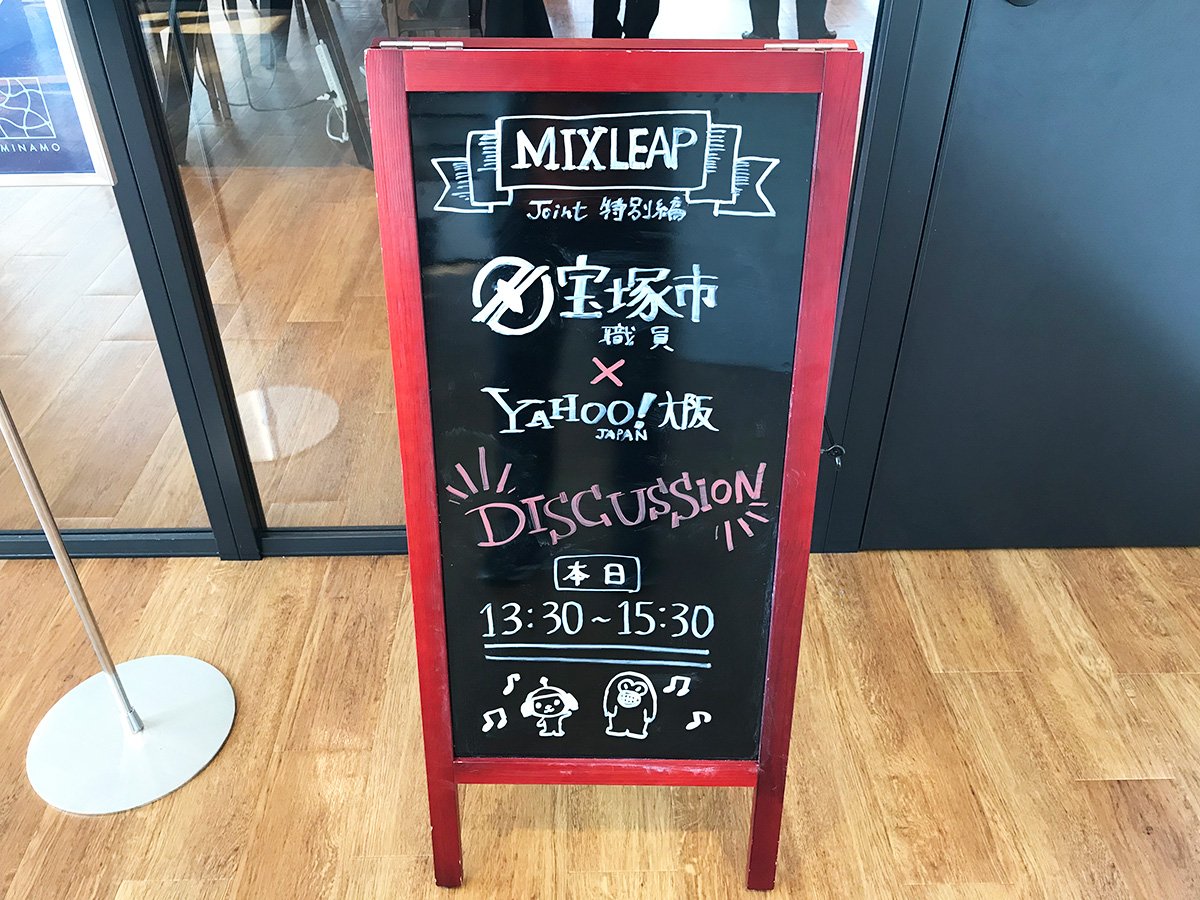 MINAMO
MIXLEAP
Joint 特別編
宝塚市
職員
×
YAHOO! 大阪
JAPAN
DISCUSSION
本日
13:30~15:30